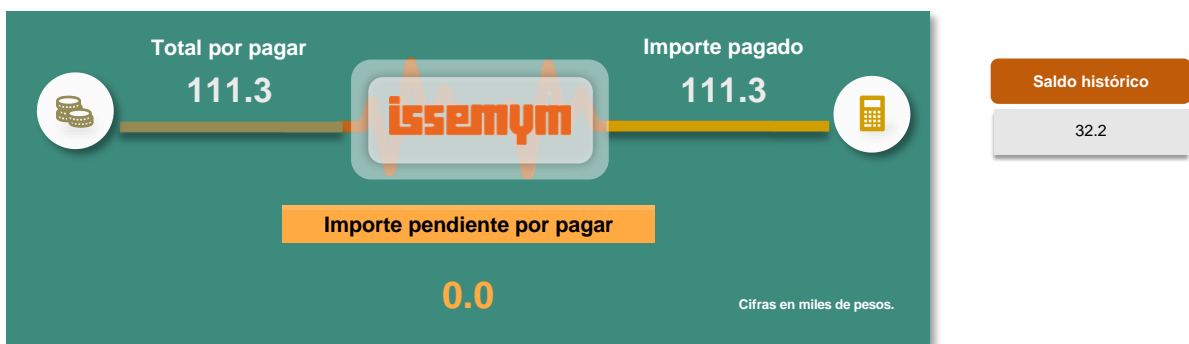 Total por pagar
111.3
issemym
Importe pagado
111.3
Importe pendiente por pagar
0.0
Cifras en miles de pesos.
Saldo histórico
32.2